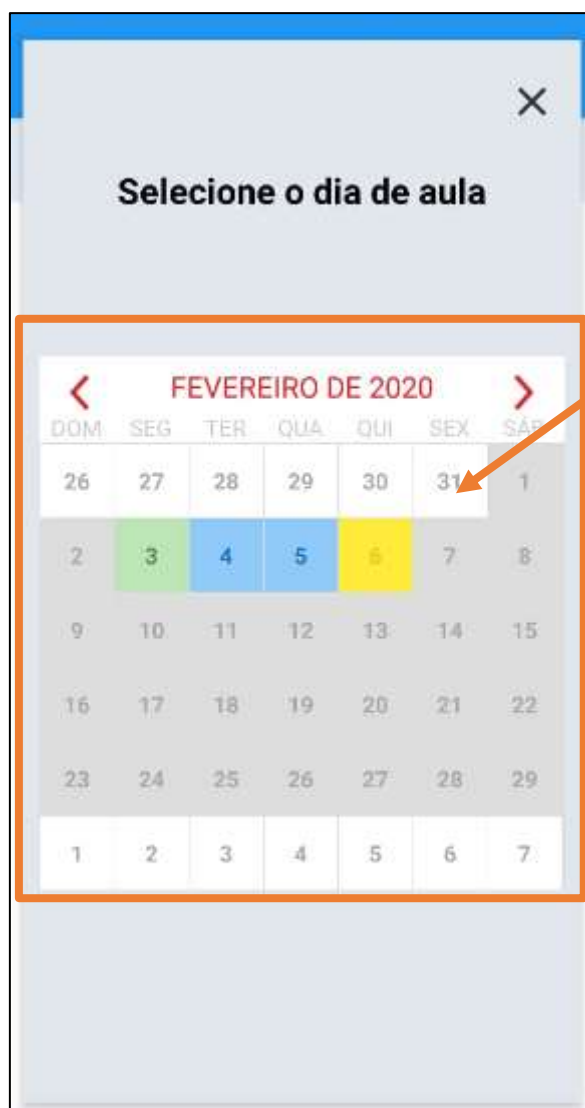 Selecione o dia de aula
FEVEREIRO DE 2020
DOM SEG TER QUA QUI SEX SÁB
26 27 28 29 30 31 1
2 3 4 5 6 7 8
9 10 11 12 13 14 15
16 17 18 19 20 21 22
23 24 25 26 27 28 29
1 2 3 4 5 6 7